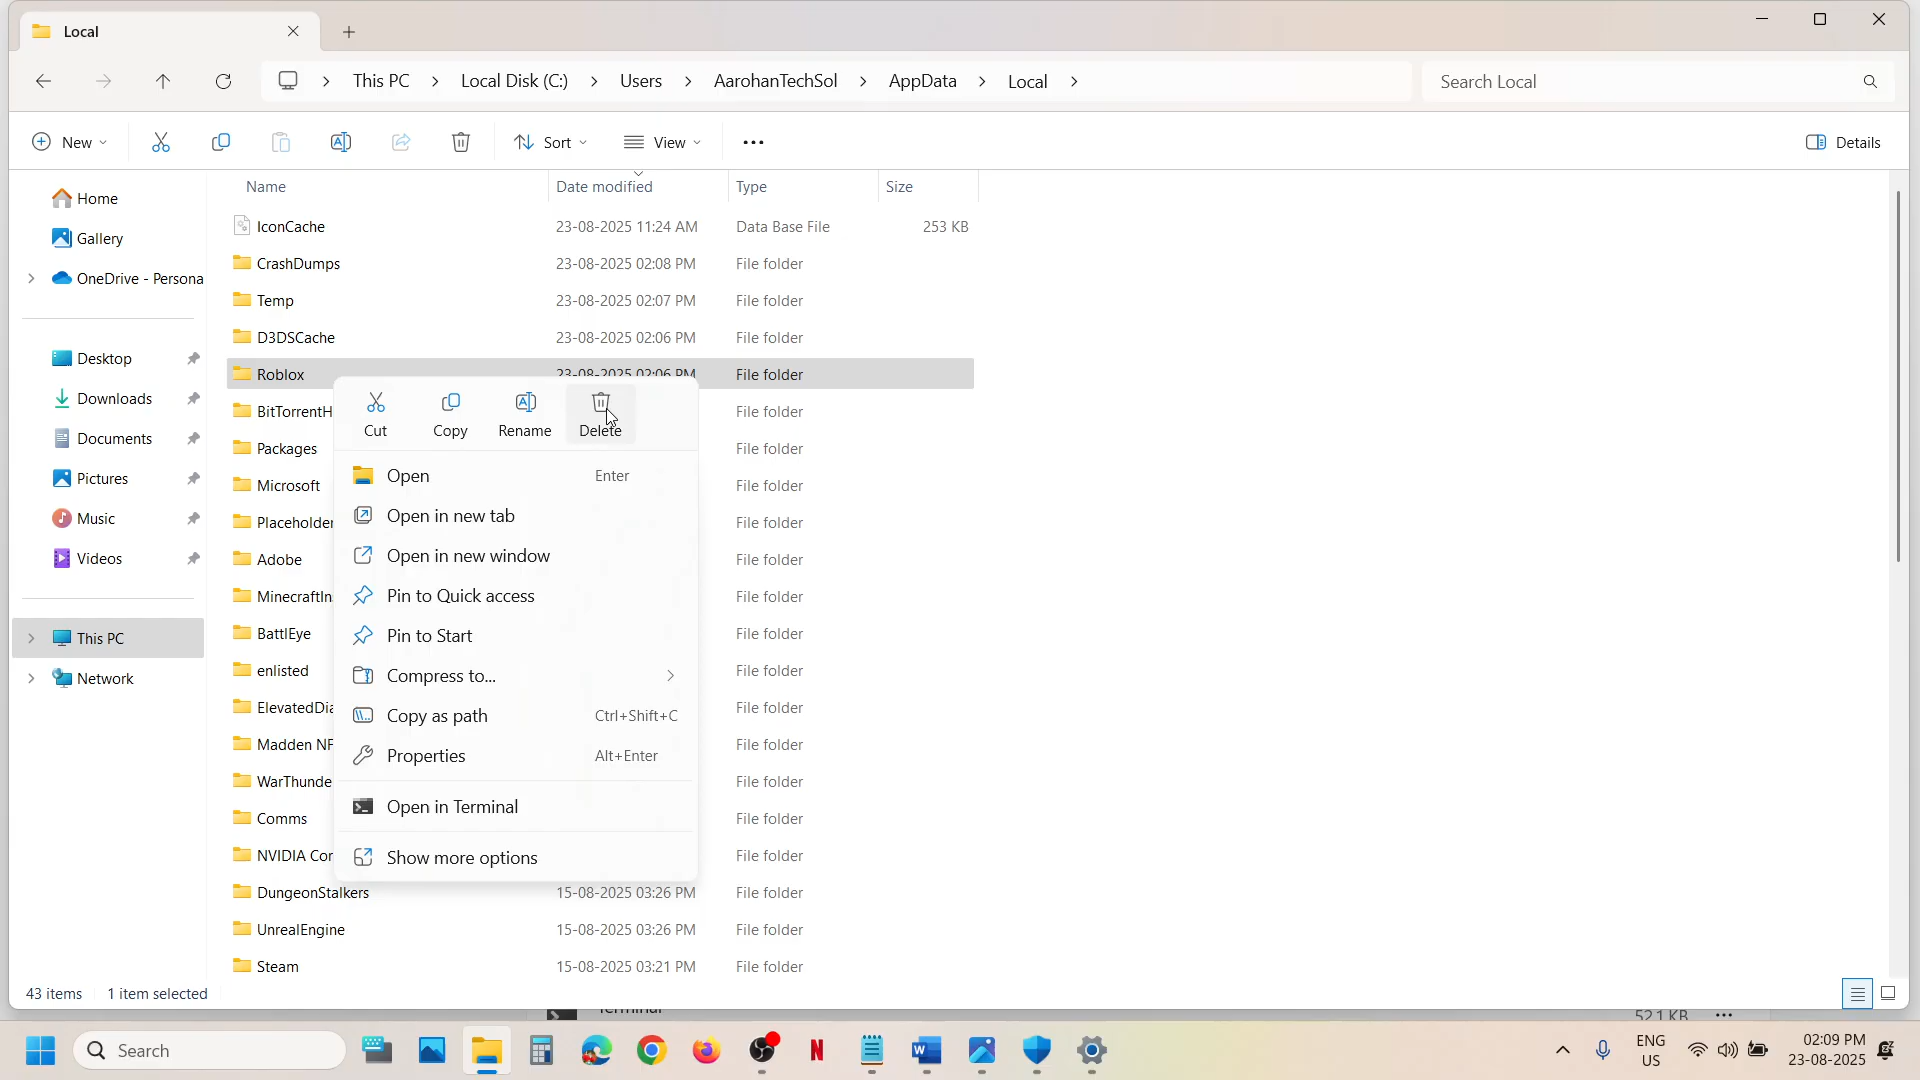 Local
This PC
Local Disk (C:)
Users
AarohanTechSol
AppData
Local
Search Local
New
Sort
View
Details
Name
Date modified
Type
Size
Home
Gallery
OneDrive - Persona
Desktop
Downloads
Documents
Pictures
Music
Videos
This PC
Network
IconCache 23-08-2025 11:24 AM Data Base File 253 KB
CrashDumps 23-08-2025 02:08 PM File folder
Temp 23-08-2025 02:07 PM File folder
D3DSCache 23-08-2025 02:06 PM File folder
Roblox 23-08-2025 02:06 PM File folder
BitTorrentH File folder
Packages File folder
Microsoft File folder
Placeholder File folder
Adobe File folder
MinecraftIn File folder
BattlEye File folder
enlisted File folder
ElevatedDia File folder
Madden NF File folder
WarThunde File folder
Comms File folder
NVIDIA Cor File folder
DungeonStalkers 15-08-2025 03:26 PM File folder
UnrealEngine 15-08-2025 03:26 PM File folder
Steam 15-08-2025 03:21 PM File folder
Cut
Copy
Rename
Delete
Open Enter
Open in new tab
Open in new window
Pin to Quick access
Pin to Start
Compress to...
Copy as path Ctrl+Shift+C
Properties Alt+Enter
Open in Terminal
Show more options
43 items
1 item selected
Terminal
52.1 KB
Search
ENG
US
02:09 PM
23-08-2025